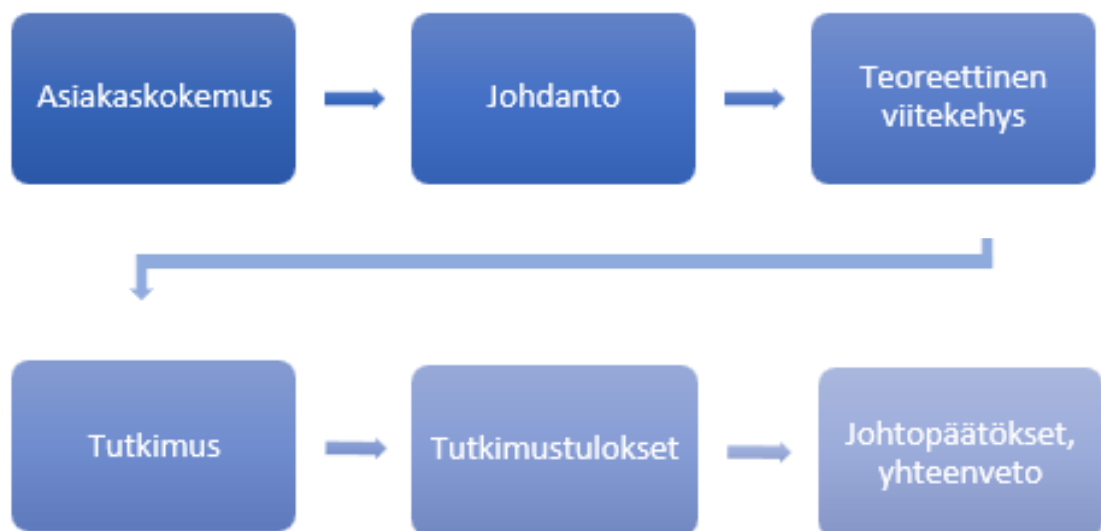 Asiakaskokemus
Johdanto
Teoreettinen
viitekehys
Tutkimus
Tutkimustulokset
Johtopäätökset,
yhteenveto